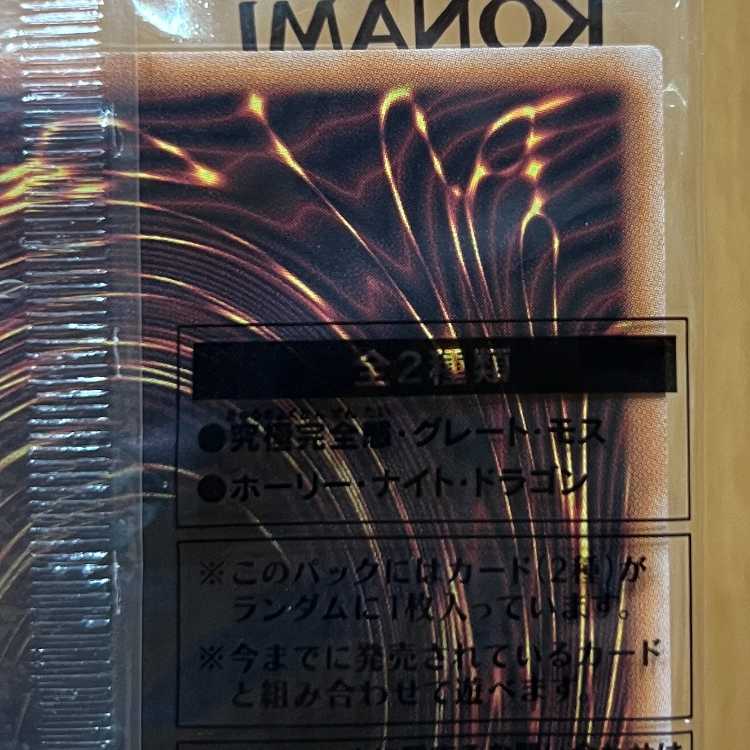 KONAMI
全2種類
●究極完全態・グレート・モス
●ホーリー・ナイト・ドラゴン
※このパックにはカード(2種)が
ランダムに1枚入っています。
※今までに発売されているカード
と組み合わせて遊べます。